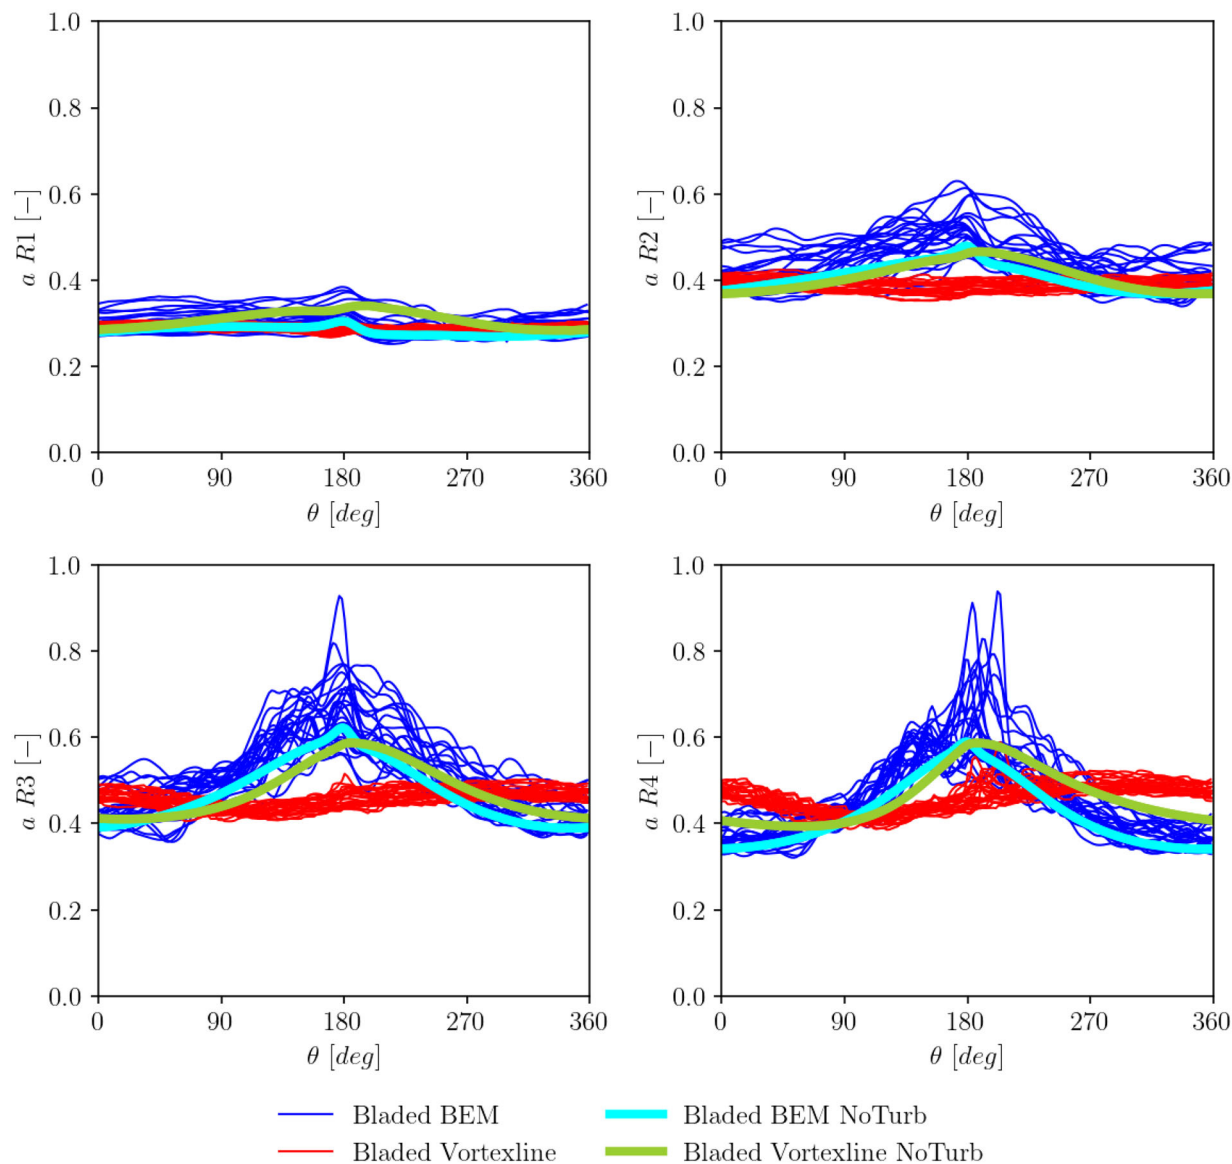 1.0
0.8
0.6
0.4
0.2
0.0
a R1 [−]
0 90 180 270 360
θ [deg]
1.0
0.8
0.6
0.4
0.2
0.0
a R2 [−]
0 90 180 270 360
θ [deg]
1.0
0.8
0.6
0.4
0.2
0.0
a R3 [−]
0 90 180 270 360
θ [deg]
1.0
0.8
0.6
0.4
0.2
0.0
a R4 [−]
0 90 180 270 360
θ [deg]
Bladed BEM
Bladed Vortexline
Bladed BEM NoTurb
Bladed Vortexline NoTurb